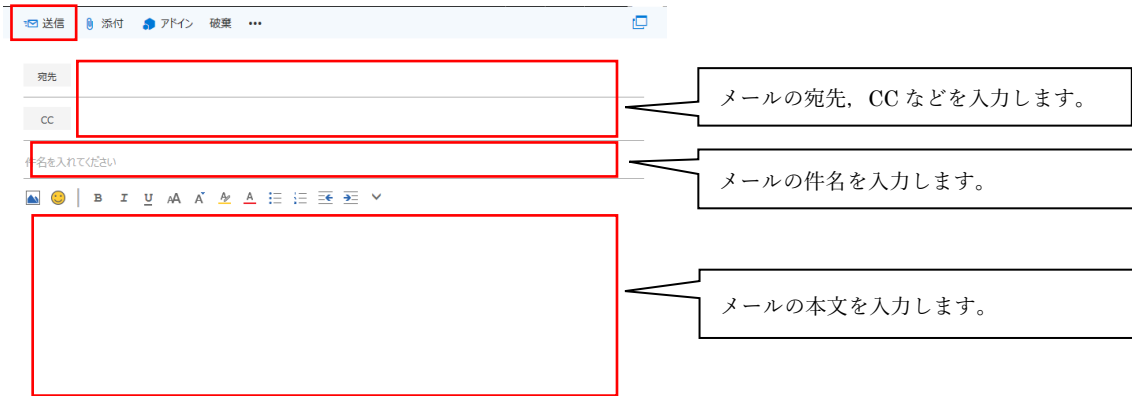 送信 添付 アドイン 破棄 •••
宛先
メールの宛先，CC などを入力します。
CC
件名を入れてください
メールの件名を入力します。
B I U AA A A A
メールの本文を入力します。